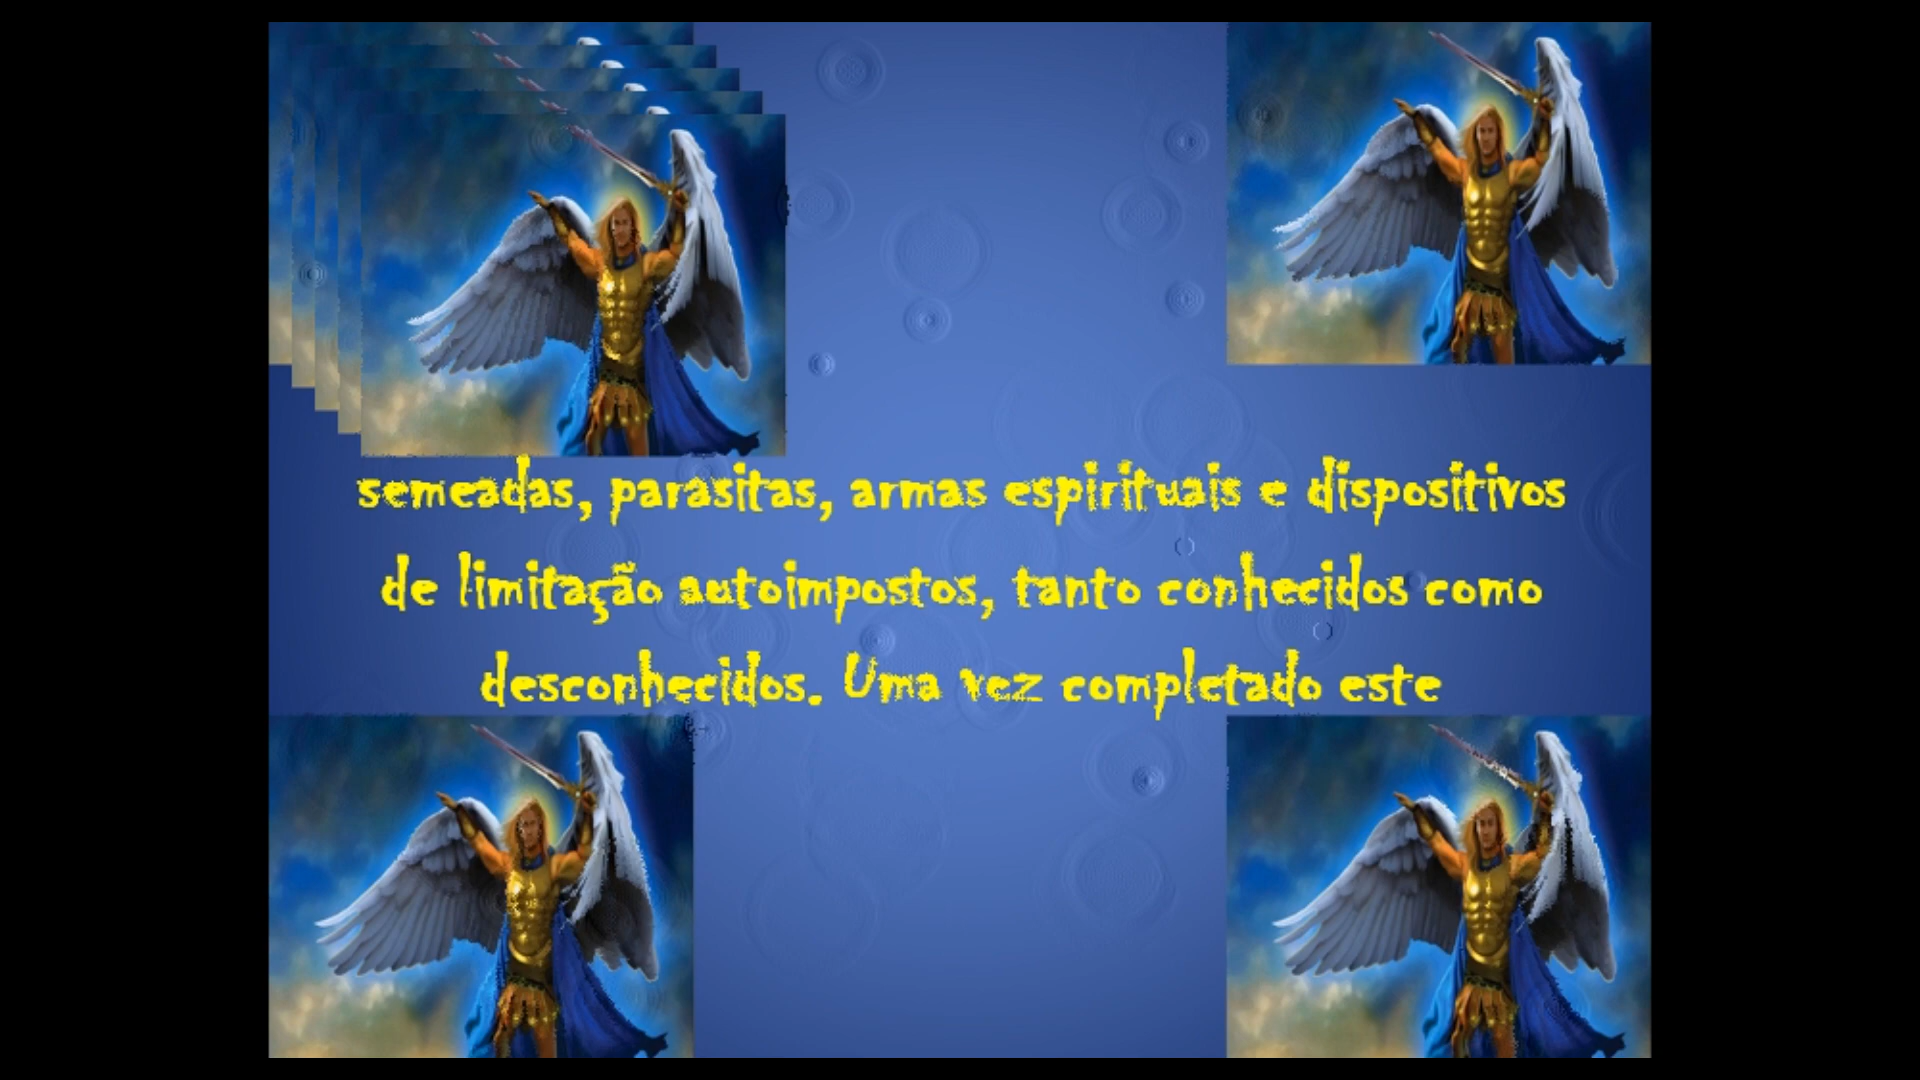 semeadas, parasitas, armas espirituais e dispositivos
de limitação autoimpostos, tanto conhecidos como
desconhecidos. Uma vez completado este